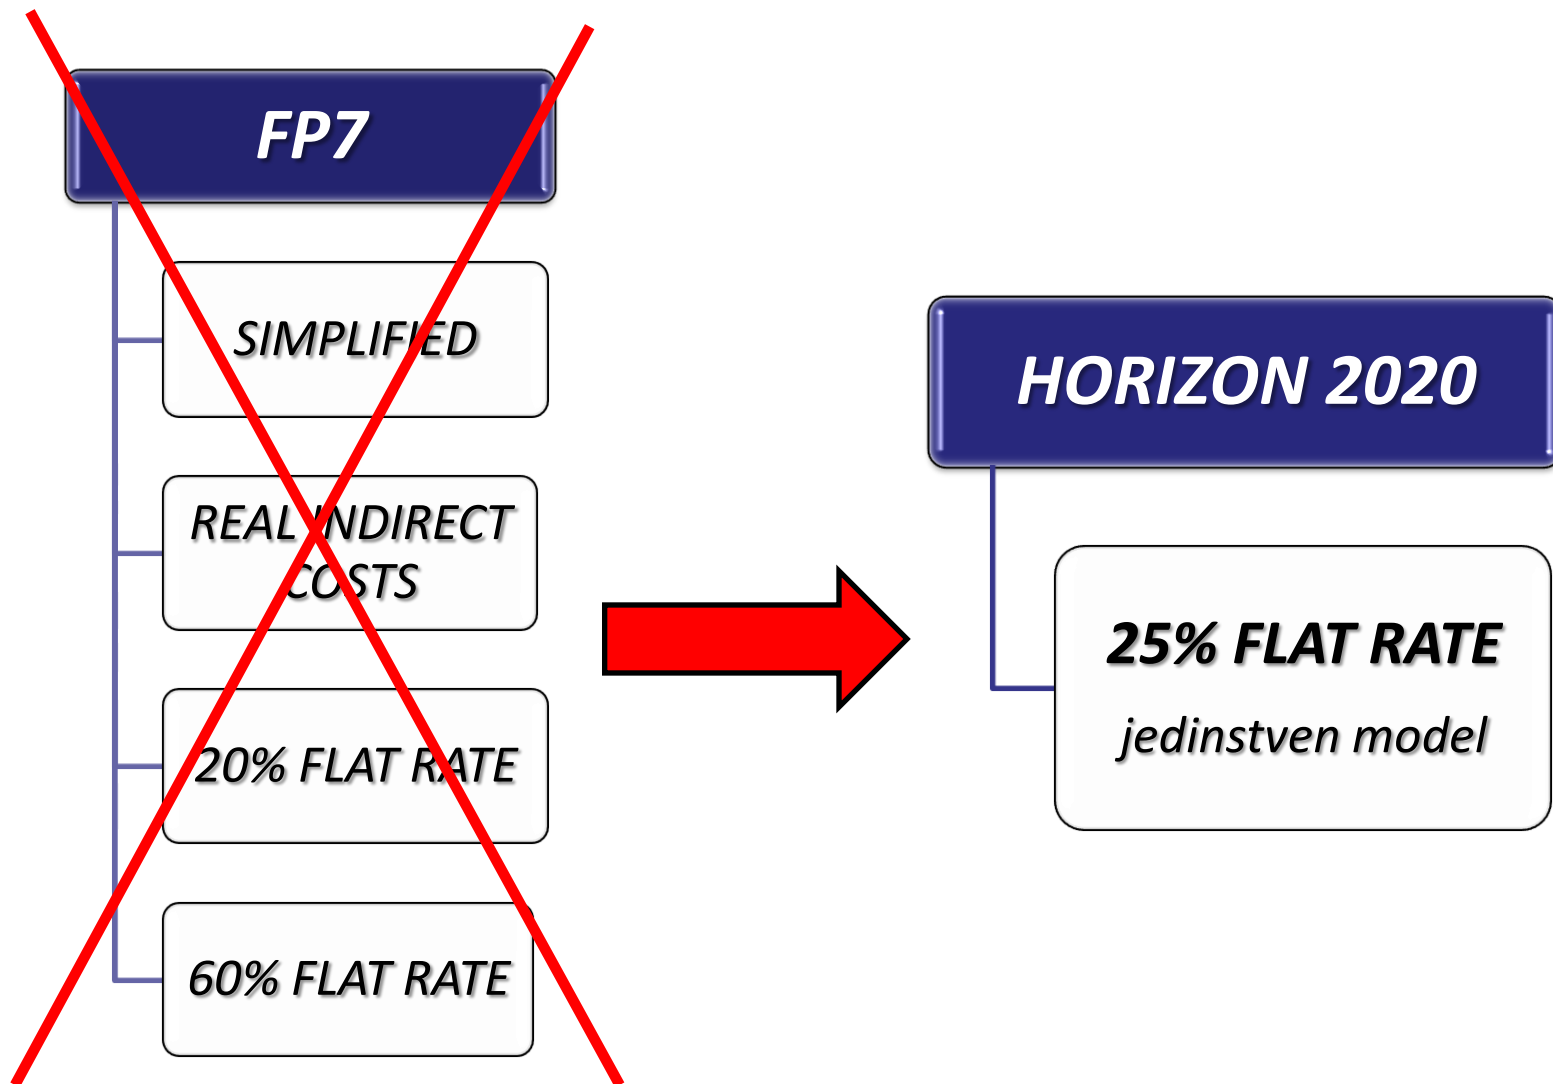 FP7
SIMPLIFIED
REAL INDIRECT
COSTS
20% FLAT RATE
60% FLAT RATE
HORIZON 2020
25% FLAT RATE
jedinstven model